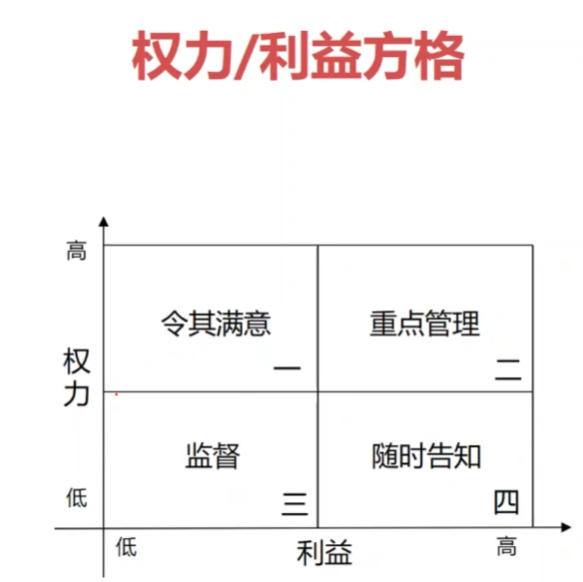 权力/利益方格
高
令其满意
重点管理
一
二
权力
监督
随时告知
低
三
四
低
利益
高